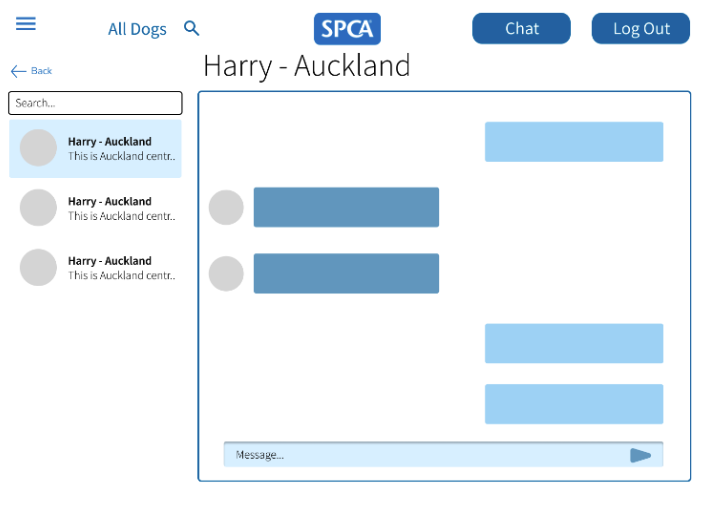 All Dogs
SPCA
Chat
Log Out
Back
Harry - Auckland
Search...
Harry - Auckland
This is Auckland centr..
Harry - Auckland
This is Auckland centr..
Harry - Auckland
This is Auckland centr..
Message...